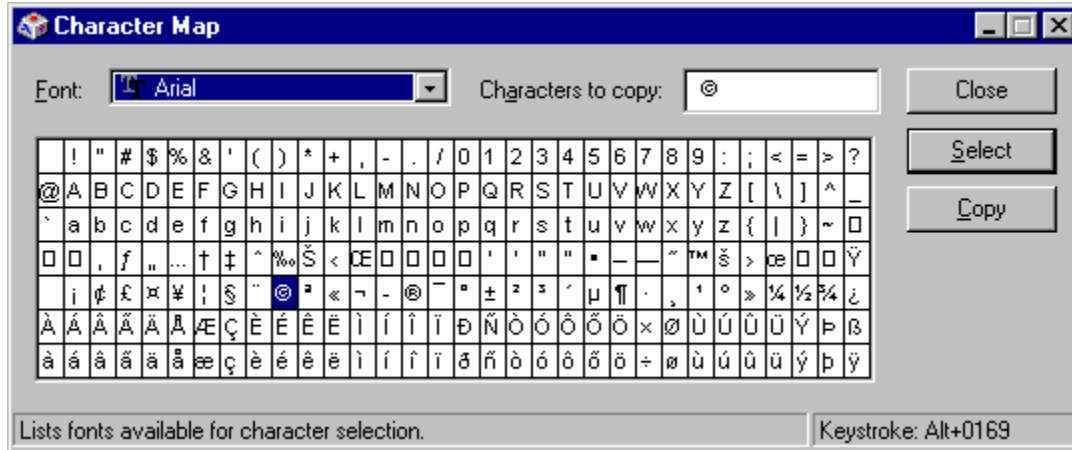 Character Map
Font: Arial Characters to copy: © Close
! " # $ % & ' ( ) * + , - . / 0 1 2 3 4 5 6 7 8 9 : ; < = > ?
Select
@ A B C D E F G H I J K L M N O P Q R S T U V W X Y Z [ \ ] ^ _
Copy
` a b c d e f g h i j k l m n o p q r s t u v w x y z { | } ~ □
□ □ ‚ ƒ „ … † ‡ ˆ ‰ Š ‹ Œ □ □ □ □ ' ' " " • – — ˜ ™ š › œ □ □ Ÿ
¡ ¢ £ ¤ ¥ ¦ § ¨ © ª « ¬ - ® ¯ ° ± ² ³ ´ µ ¶ · ¸ ¹ º » ¼ ½ ¾ ¿
À Á Â Ã Ä Å Æ Ç È É Ê Ë Ì Í Î Ï Ð Ñ Ò Ó Ô Õ Ö × Ø Ù Ú Û Ü Ý Þ ß
à á â ã ä å æ ç è é ê ë ì í î ï ð ñ ò ó ô õ ö ÷ ø ù ú û ü ý þ ÿ
Lists fonts available for character selection. Keystroke: Alt+0169